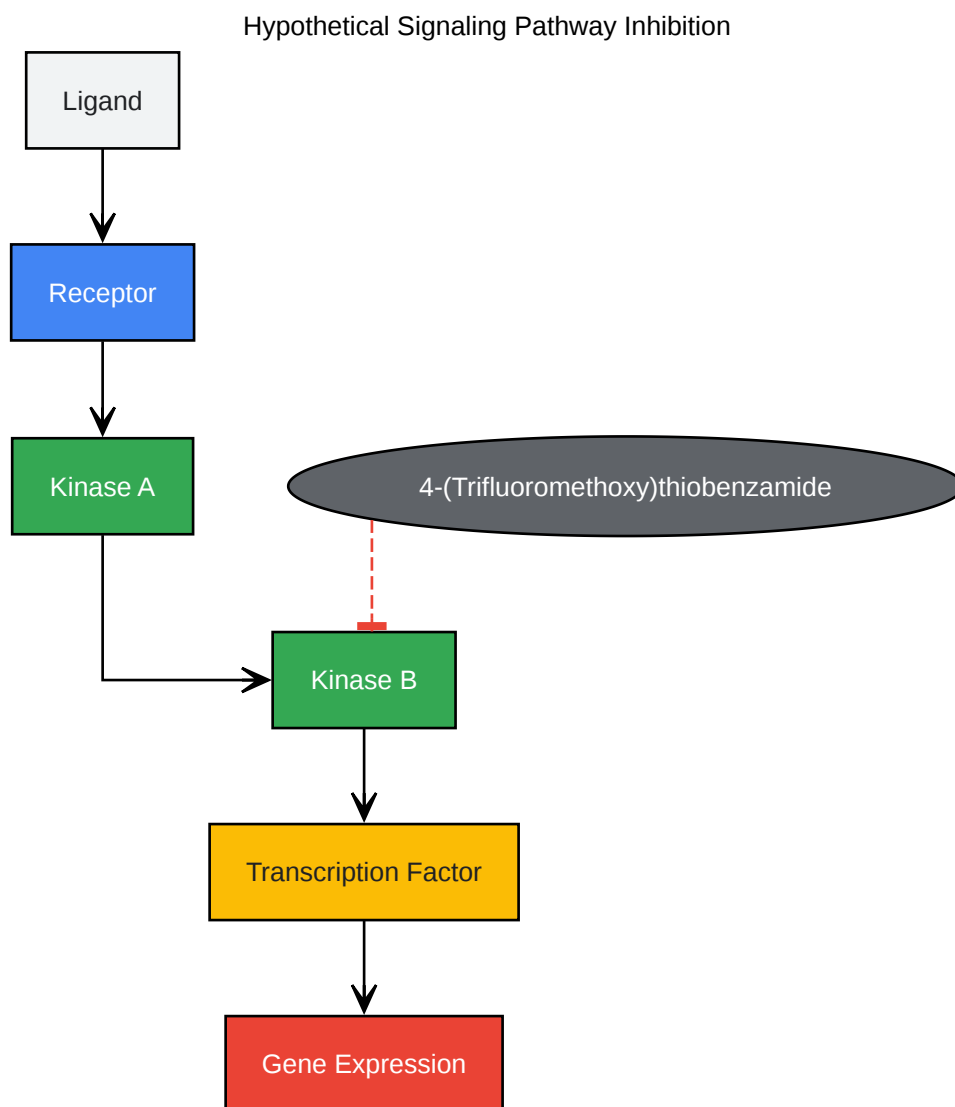 Hypothetical Signaling Pathway Inhibition
Ligand
Receptor
Kinase A
4-(Trifluoromethoxy)thiobenzamide
Kinase B
Transcription Factor
Gene Expression